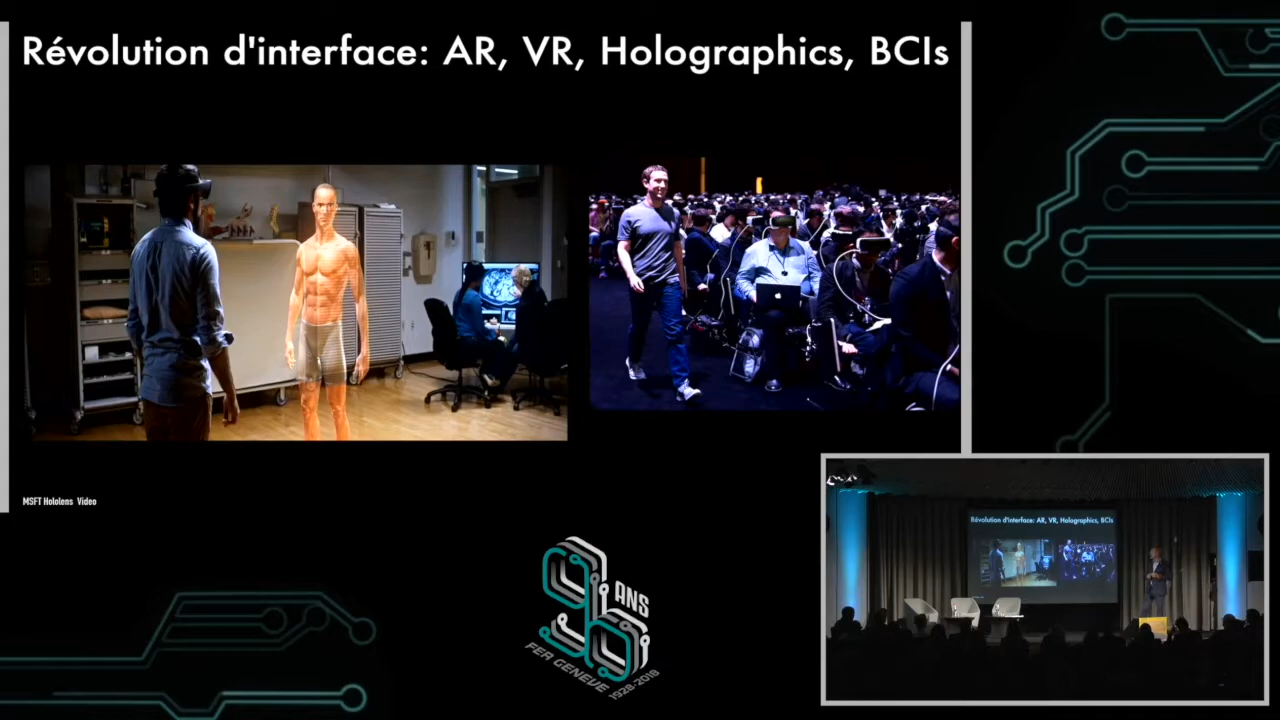 Révolution d'interface: AR, VR, Holographics, BCIs
MSFT Hololens Video
90
ANS
FER GENEVE 1928-2018
Révolution d'interface: AR, VR, Holographics, BCIs